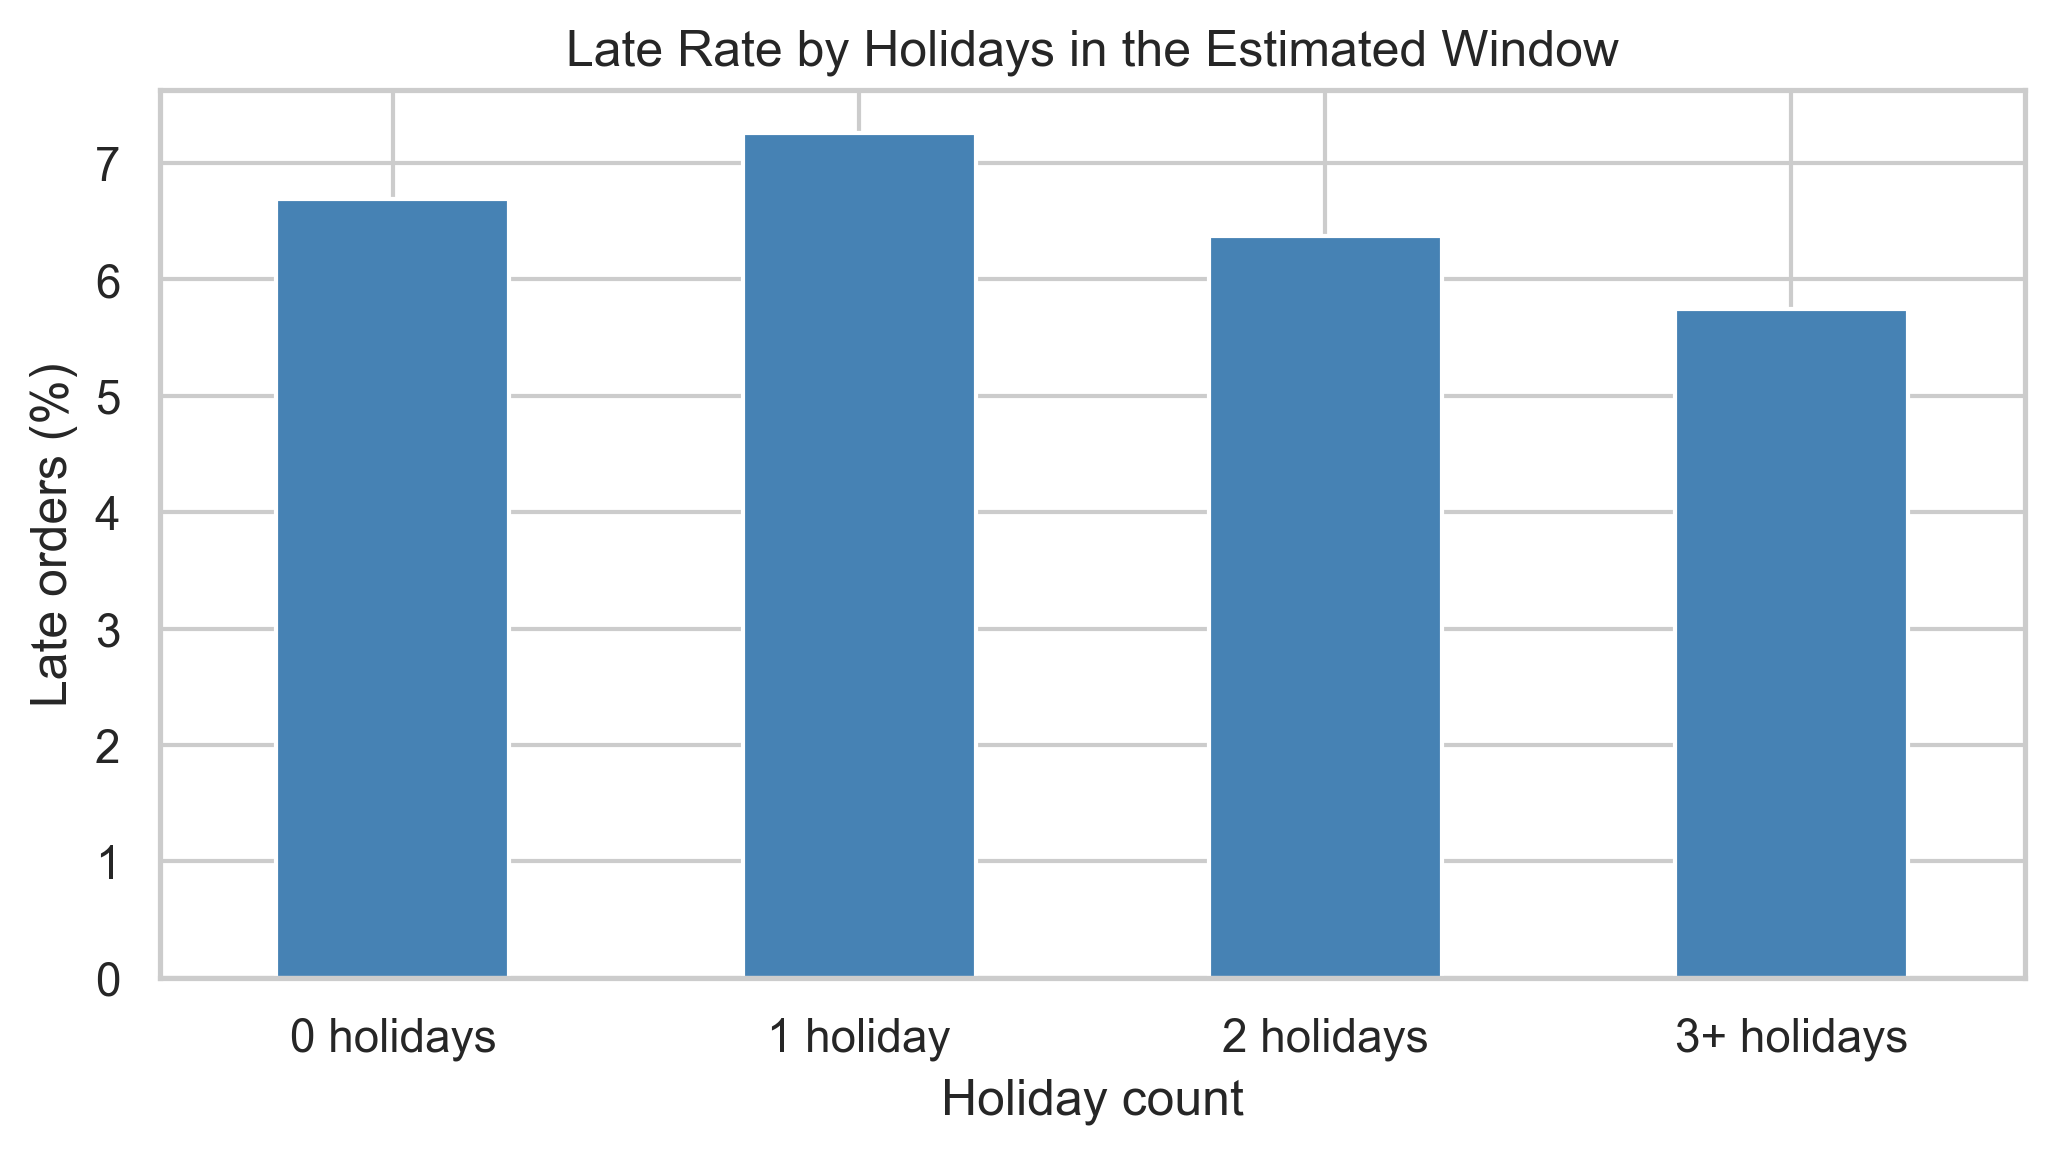 Late Rate by Holidays in the Estimated Window
Late orders (%)
7
6
5
4
3
2
1
0
0 holidays
1 holiday
2 holidays
3+ holidays
Holiday count